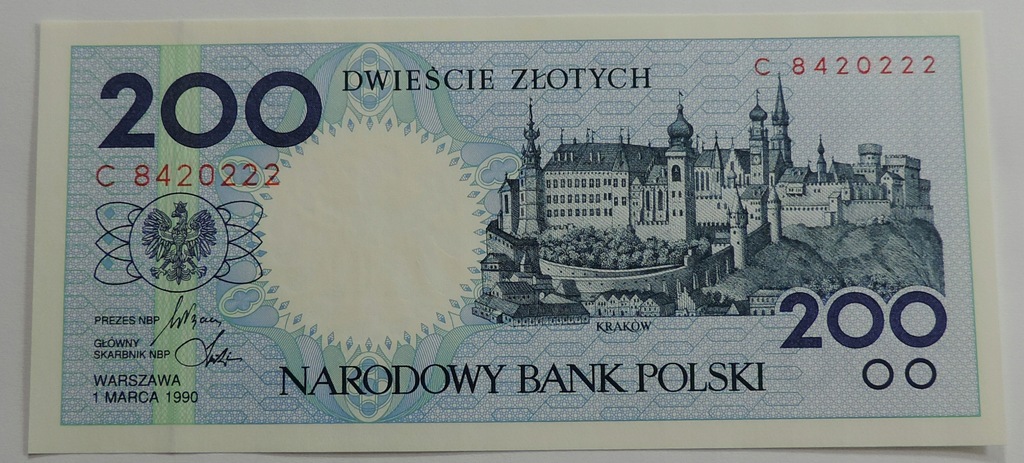 200
DWIEŚCIE ZŁOTYCH
C 8420222
C 8420222
PREZES NBP
GŁÓWNY
SKARBNIK NBP
WARSZAWA
1 MARCA 1990
KRAKÓW
200
OO
NARODOWY BANK POLSKI